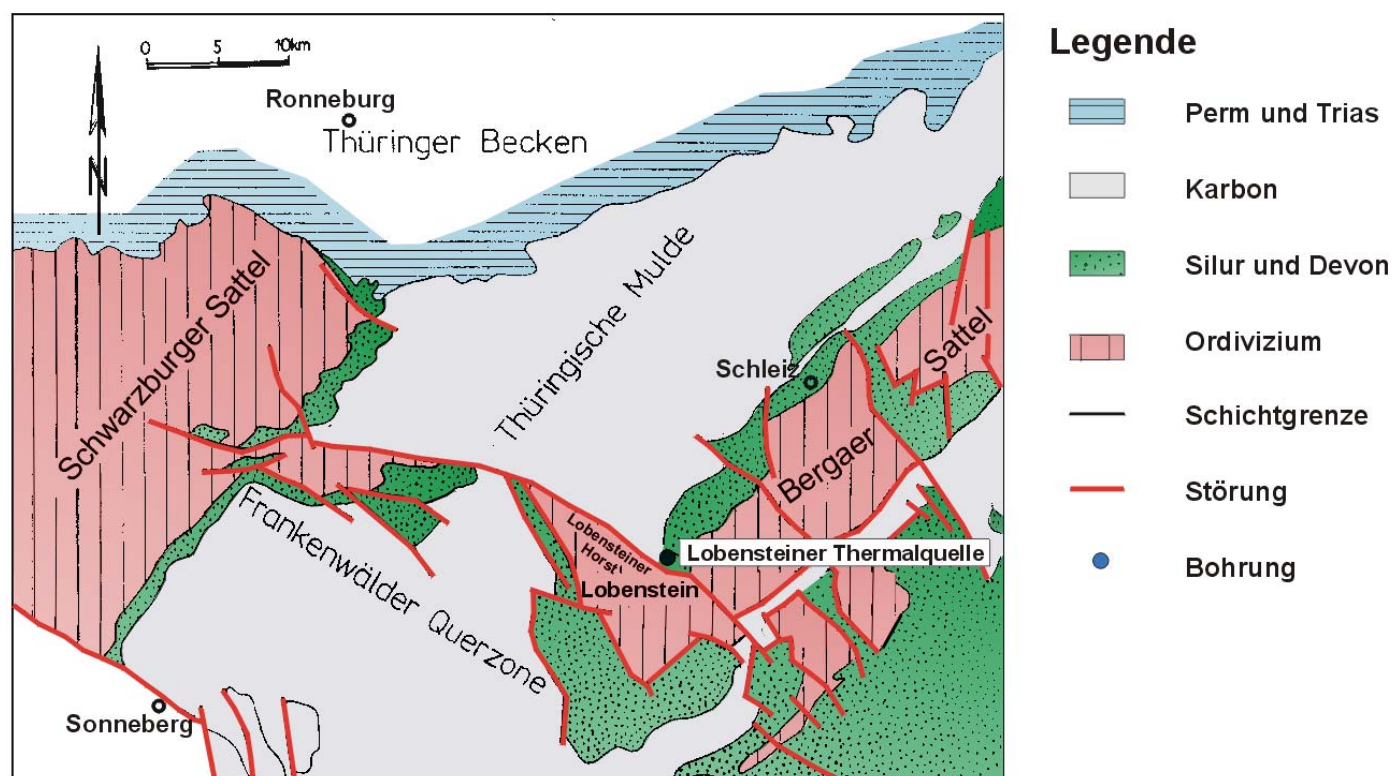 0 5 10km
N
Ronneburg
Thüringer Becken
Schwarzburger Sattel
Thüringische Mulde
Schleiz
Bergaer Sattel
Frankenwälder Querzone
Lobensteiner
Horst
Lobenstein
Lobensteiner Thermalquelle
Sonneberg
Legende
Perm und Trias
Karbon
Silur und Devon
Ordivizium
Schichtgrenze
Störung
Bohrung